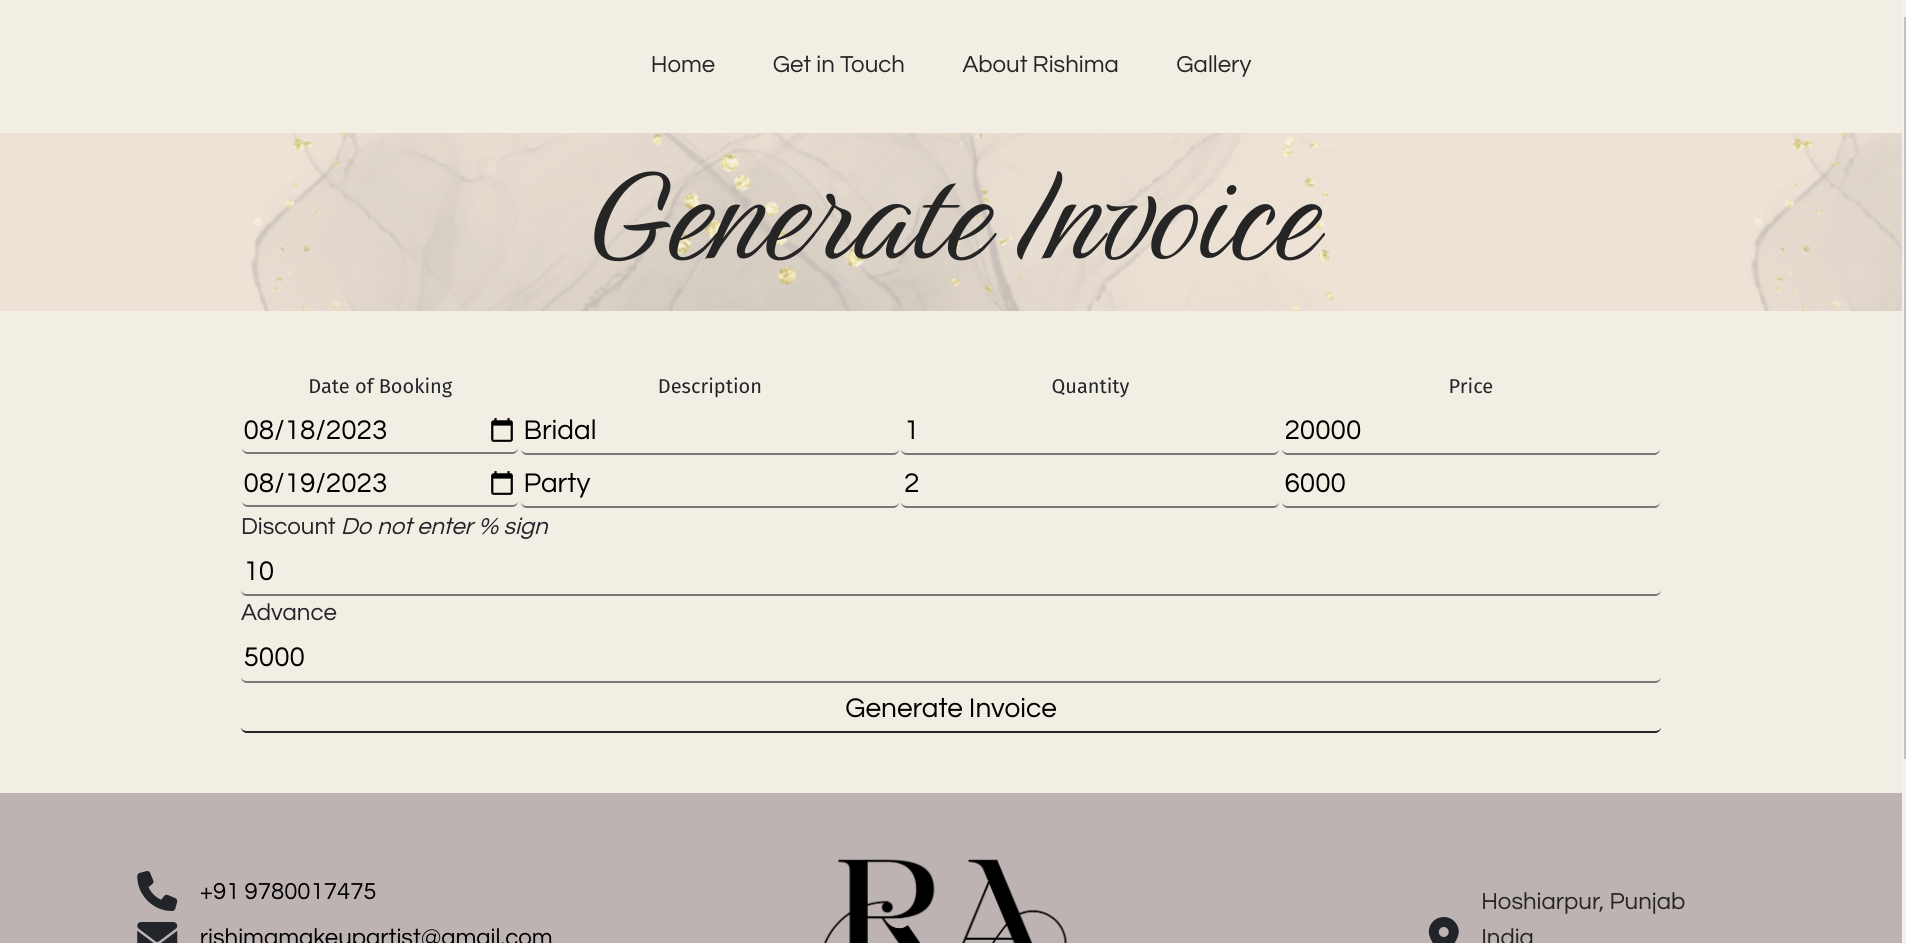 Home Get in Touch About Rishima Gallery
Generate Invoice
Date of Booking Description Quantity Price
08/18/2023 Bridal 1 20000
08/19/2023 Party 2 6000
Discount Do not enter % sign
10
Advance
5000
Generate Invoice
RA
+91 9780017475
rishimamakeupartist@gmail.com
Hoshiarpur, Punjab
India